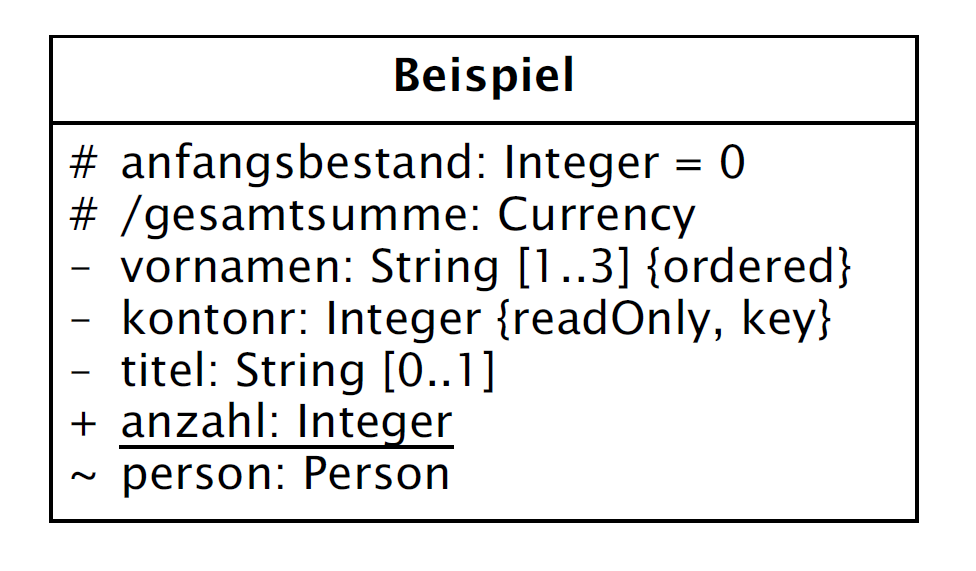 Beispiel
# anfangsbestand: Integer = 0
# /gesamtsumme: Currency
- vornamen: String [1..3] {ordered}
- kontonr: Integer {readOnly, key}
- titel: String [0..1]
+ anzahl: Integer
~ person: Person